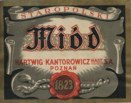 STAROPOLSKI
Miód
HARTWIG KANTOROWICZ
POZNAŃ
1823